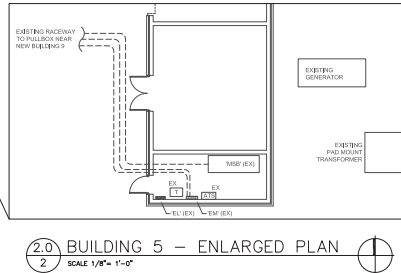 EXISTING RACEWAY
TO PULLBOX NEAR
NEW BUILDING 9
EXISTING
GENERATOR
EXISTING
PAD MOUNT
TRANSFORMER
'MSB' (EX)
EX
T
EX
ATS
'EL' (EX)
'EM' (EX)
2.0
2
BUILDING 5 - ENLARGED PLAN
SCALE 1/8"= 1'-0"